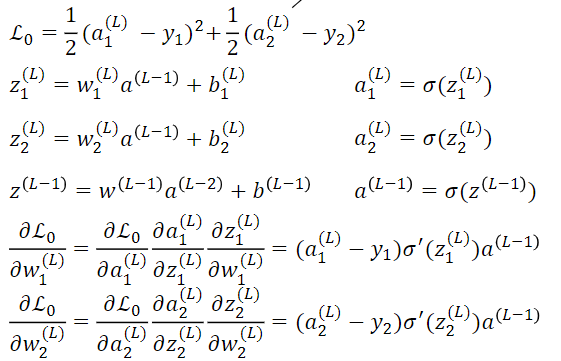 ℒ₀ = 1/2 (a₁^(L) − y₁)² + 1/2 (a₂^(L) − y₂)²
z₁^(L) = w₁^(L) a^(L−1) + b₁^(L)    a₁^(L) = σ(z₁^(L))
z₂^(L) = w₂^(L) a^(L−1) + b₂^(L)    a₂^(L) = σ(z₂^(L))
z^(L−1) = w^(L−1) a^(L−2) + b^(L−1)    a^(L−1) = σ(z^(L−1))
∂ℒ₀/∂w₁^(L) = ∂ℒ₀/∂a₁^(L) ∂a₁^(L)/∂z₁^(L) ∂z₁^(L)/∂w₁^(L) = (a₁^(L) − y₁)σ′(z₁^(L))a^(L−1)
∂ℒ₀/∂w₂^(L) = ∂ℒ₀/∂a₂^(L) ∂a₂^(L)/∂z₂^(L) ∂z₂^(L)/∂w₂^(L) = (a₂^(L) − y₂)σ′(z₂^(L))a^(L−1)